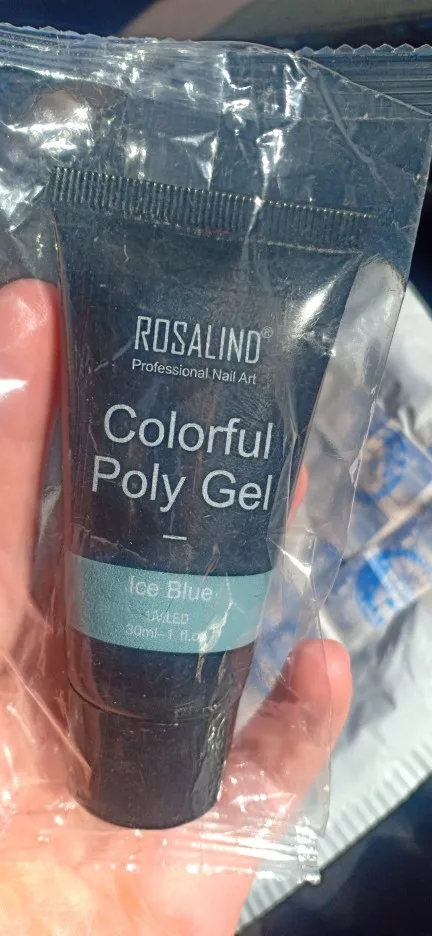 ROSALIND®
Professional Nail Art
Colorful
Poly Gel
Ice Blue
UV/LED
30ml-1 fl.oz